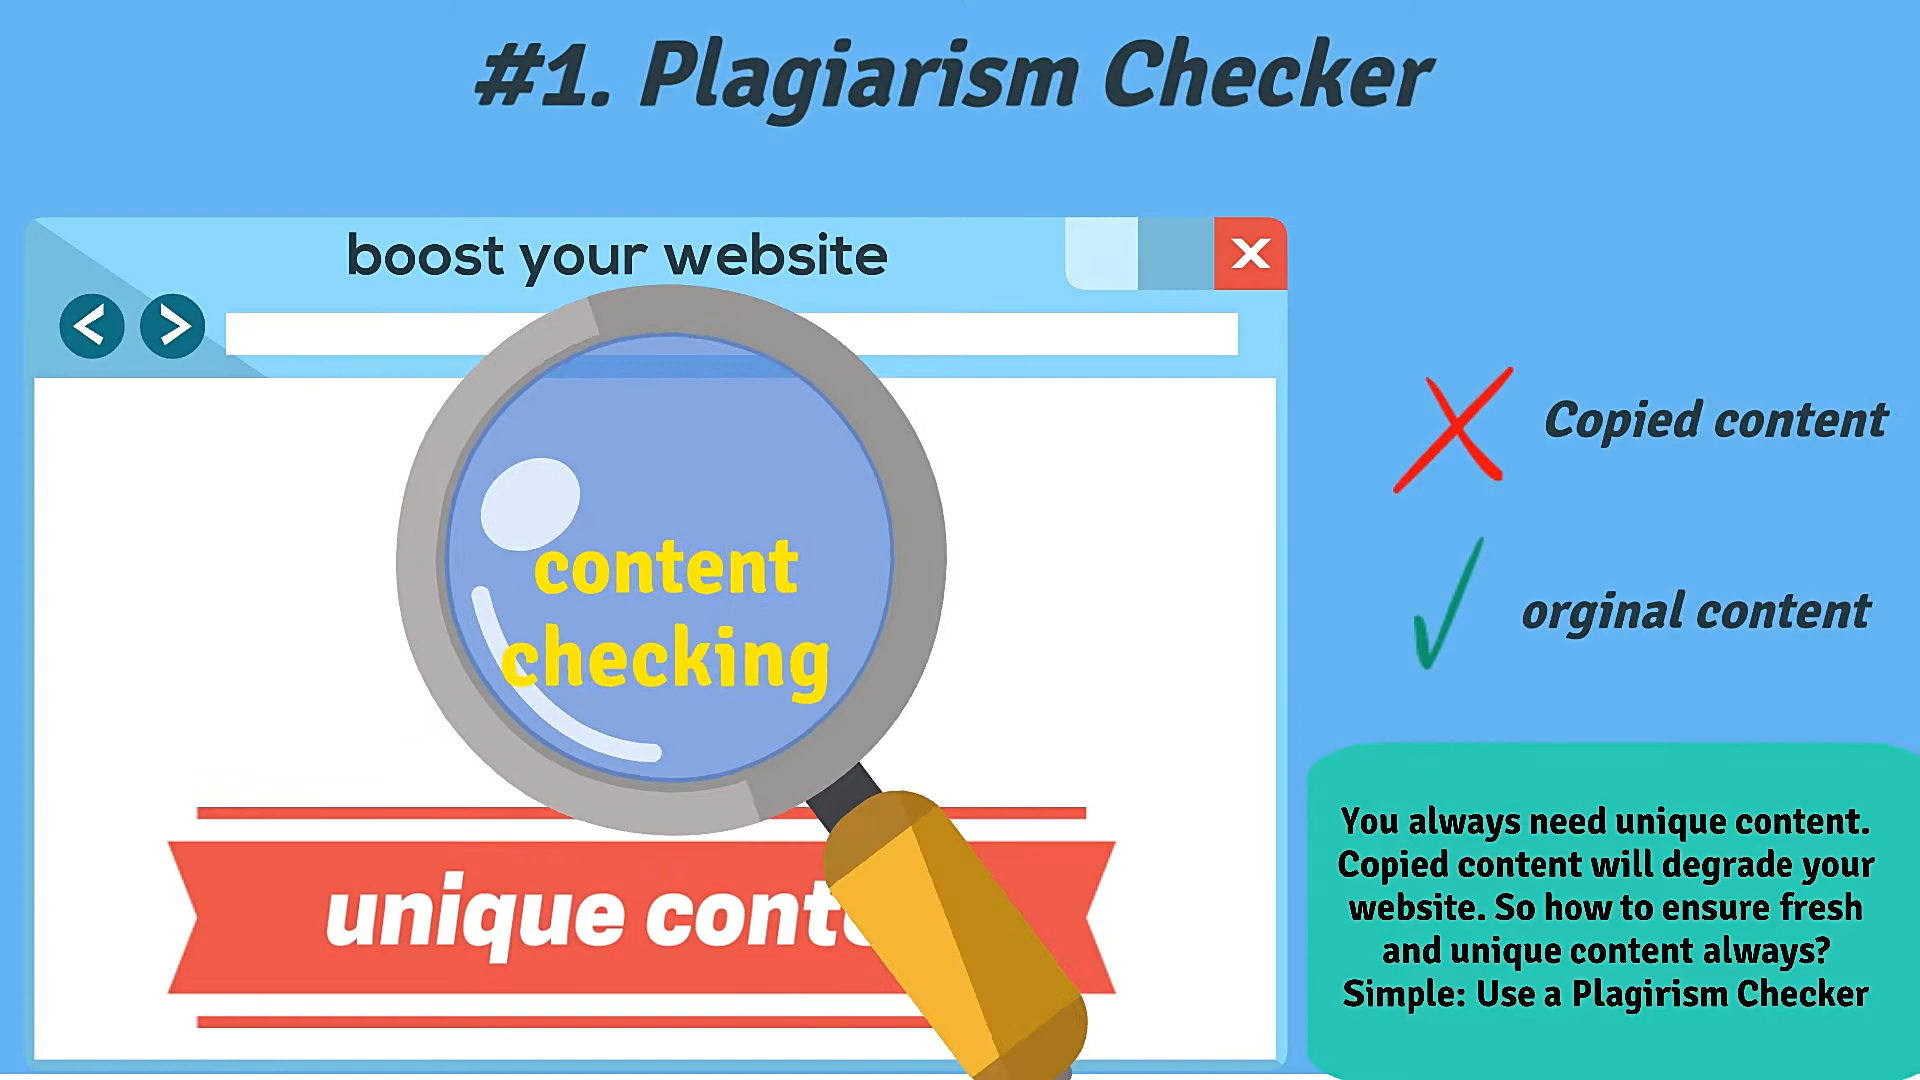 #1. Plagiarism Checker
boost your website
X
Copied content
content
checking
orginal content
unique
You always need unique content.
Copied content will degrade your
website. So how to ensure fresh
and unique content always?
Simple: Use a Plagirism Checker